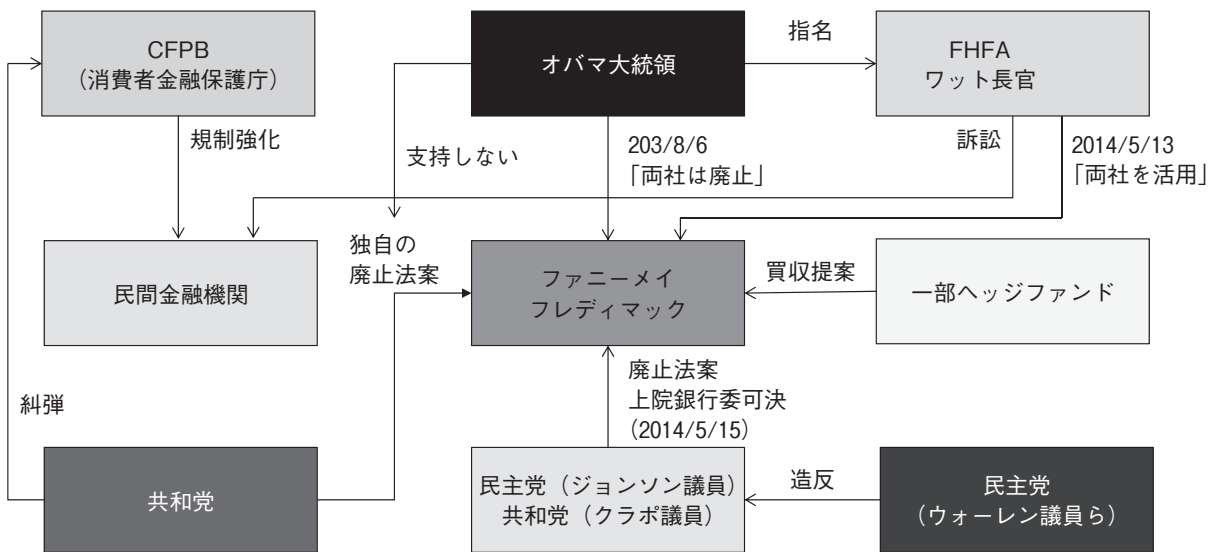 CFPB
（消費者金融保護庁）
オバマ大統領
指名
FHFA
ワット長官
規制強化
支持しない
203/8/6
「両社は廃止」
訴訟
2014/5/13
「両社を活用」
民間金融機関
独自の
廃止法案
ファニーメイ
フレディマック
買収提案
一部ヘッジファンド
糾弾
廃止法案
上院銀行委可決
（2014/5/15）
共和党
民主党（ジョンソン議員）
共和党（クラポ議員）
造反
民主党
（ウォーレン議員ら）